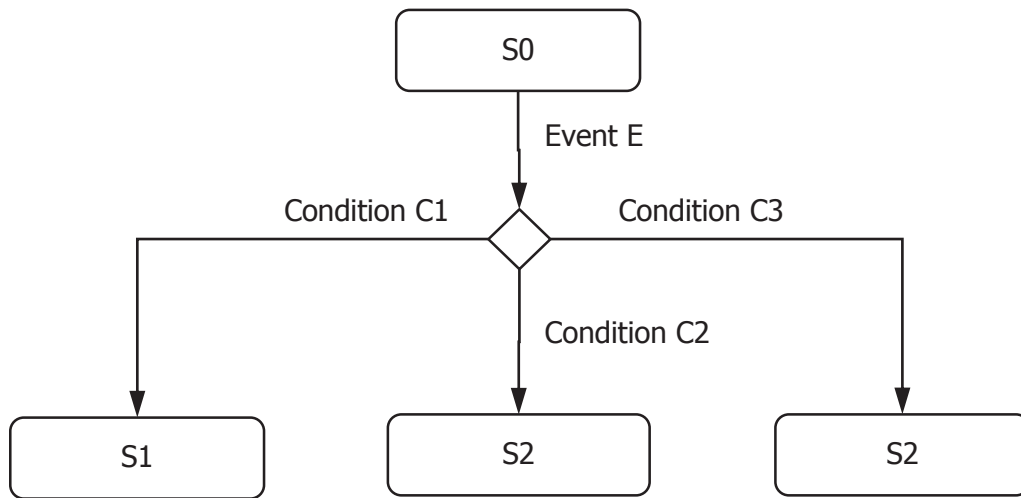 S0
Event E
Condition C1
Condition C3
Condition C2
S1
S2
S2